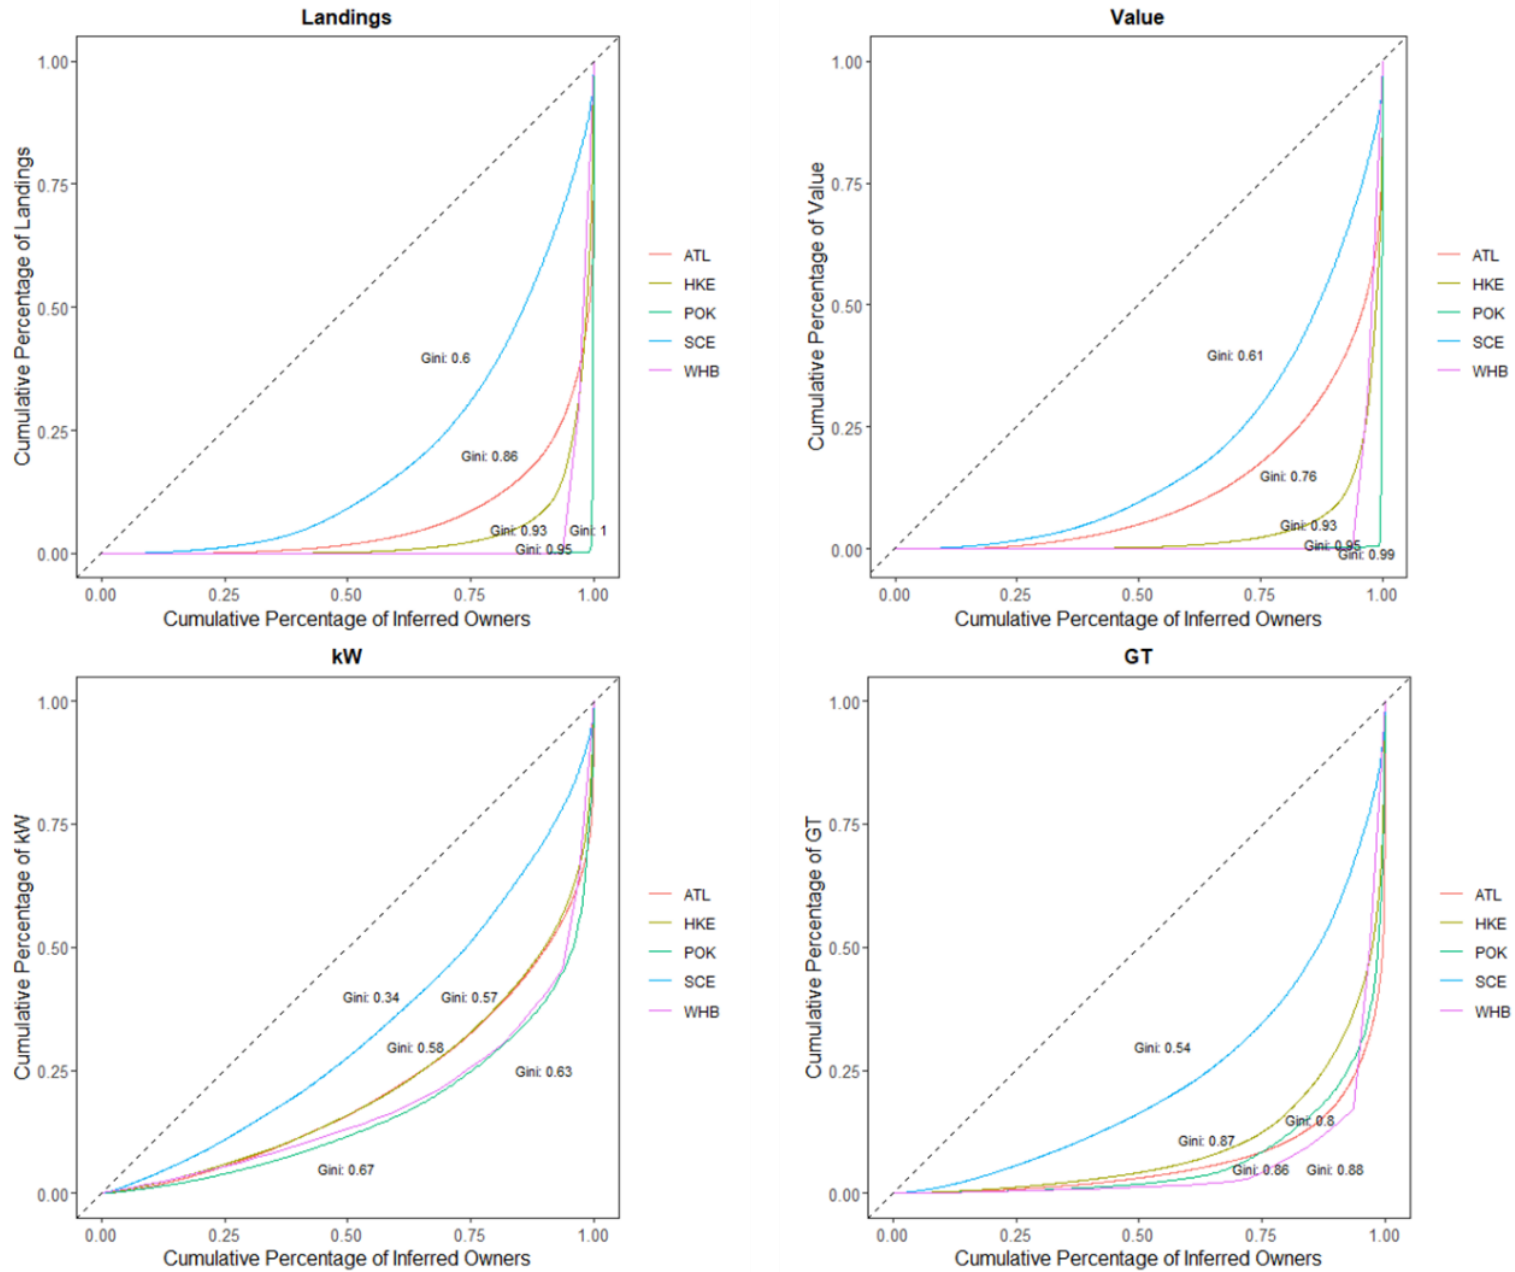 Landings
Cumulative Percentage of Landings
1.00
0.75
0.50
0.25
0.00
Gini: 0.6
Gini: 0.86
Gini: 0.93
Gini: 1
Gini: 0.95
0.00 0.25 0.50 0.75 1.00
Cumulative Percentage of Inferred Owners
ATL
HKE
POK
SCE
WHB
Value
Cumulative Percentage of Value
1.00
0.75
0.50
0.25
0.00
Gini: 0.61
Gini: 0.76
Gini: 0.93
Gini: 0.95
Gini: 0.99
0.00 0.25 0.50 0.75 1.00
Cumulative Percentage of Inferred Owners
ATL
HKE
POK
SCE
WHB
kW
Cumulative Percentage of kW
1.00
0.75
0.50
0.25
0.00
Gini: 0.34
Gini: 0.57
Gini: 0.58
Gini: 0.63
Gini: 0.67
0.00 0.25 0.50 0.75 1.00
Cumulative Percentage of Inferred Owners
ATL
HKE
POK
SCE
WHB
GT
Cumulative Percentage of GT
1.00
0.75
0.50
0.25
0.00
Gini: 0.54
Gini: 0.8
Gini: 0.87
Gini: 0.86
Gini: 0.88
0.00 0.25 0.50 0.75 1.00
Cumulative Percentage of Inferred Owners
ATL
HKE
POK
SCE
WHB